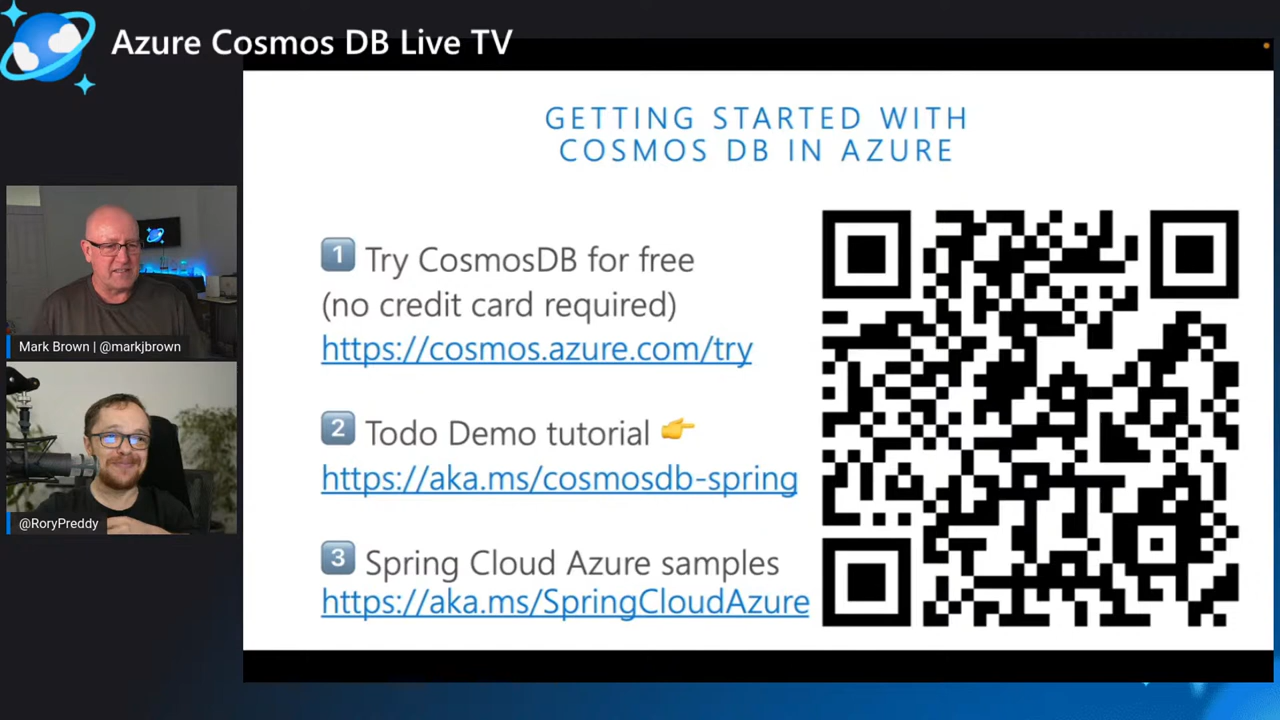 Azure Cosmos DB Live TV
GETTING STARTED WITH
COSMOS DB IN AZURE
1 Try CosmosDB for free
(no credit card required)
https://cosmos.azure.com/try
2 Todo Demo tutorial 👉
https://aka.ms/cosmosdb-spring
3 Spring Cloud Azure samples
https://aka.ms/SpringCloudAzure
Mark Brown | @markjbrown
@RoryPreddy